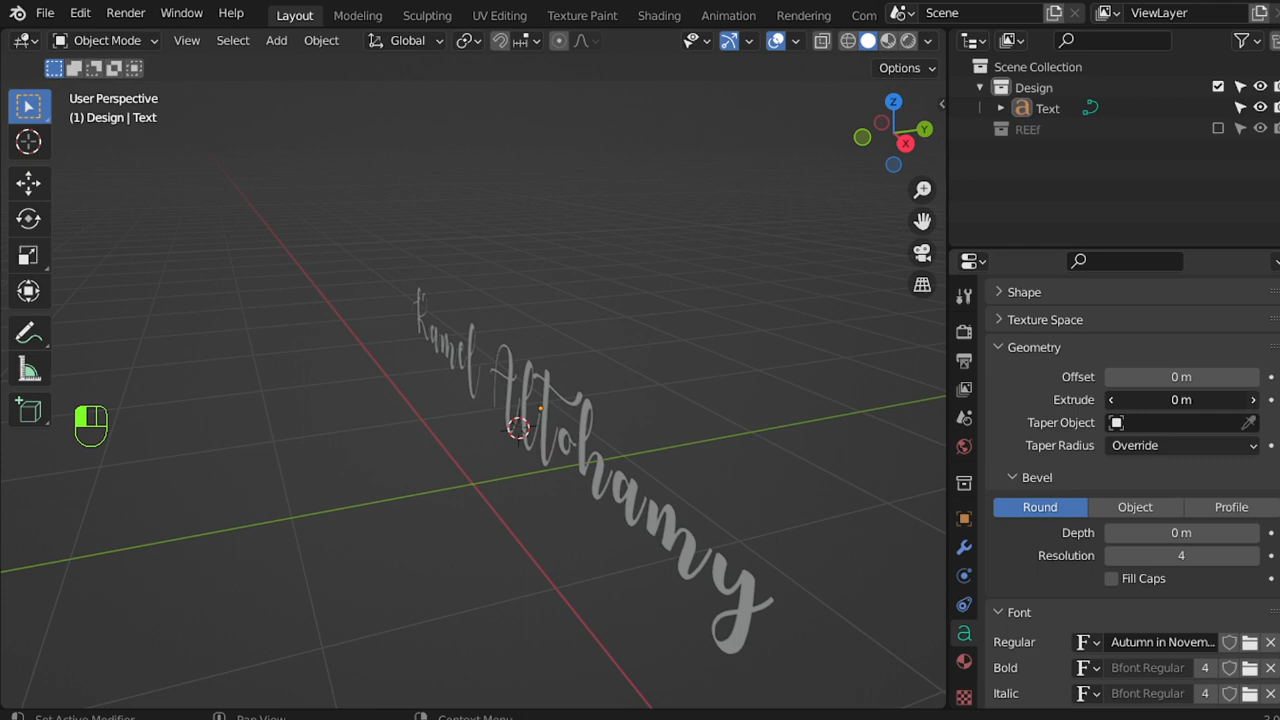 File Edit Render Window Help Layout Modeling Sculpting UV Editing Texture Paint Shading Animation Rendering Com Scene ViewLayer
Object Mode View Select Add Object Global
Options
User Perspective
(1) Design | Text
Z
Y
X
Kamel Altohamy
Scene Collection
Design
Text
REEf
Shape
Texture Space
Geometry
Offset 0 m
Extrude 0 m
Taper Object
Taper Radius Override
Bevel
Round Object Profile
Depth 0 m
Resolution 4
Fill Caps
Font
Regular F Autumn in Novem...
Bold F Bfont Regular 4
Italic F Bfont Regular 4
Set Active Modifier Pan View Context Menu